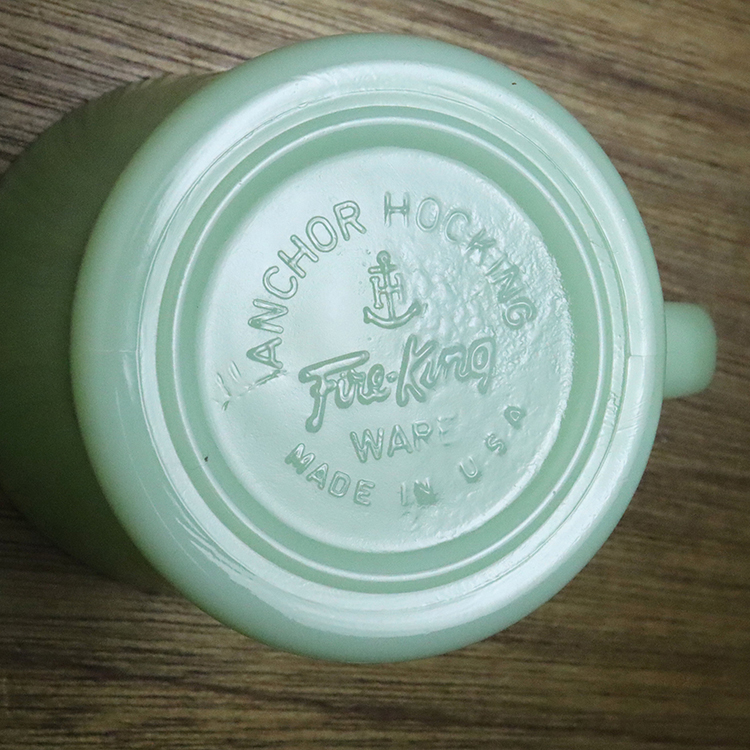 ANCHOR HOCKING
H
Fire-King
WARE
MADE IN USA